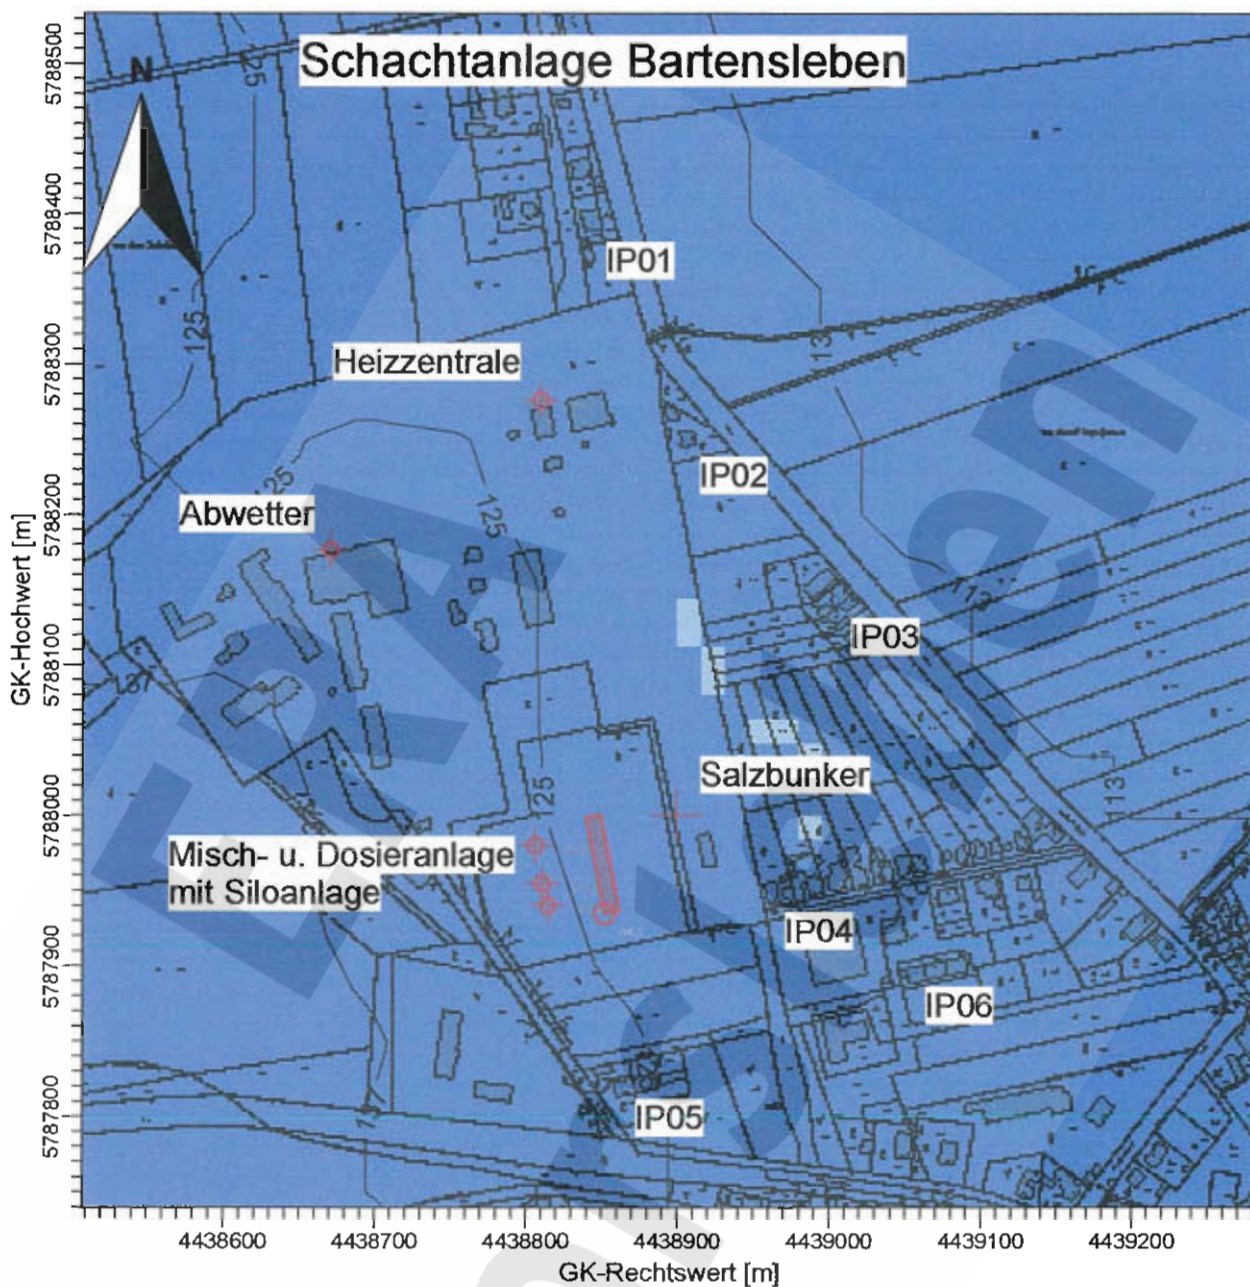 Schachtanlage Bartensleben
N
125
IP01
125
113
Heizzentrale
IP02
125
125
Abwetter
113
IP03
137
Salzbunker
125
113
Misch- u. Dosieranlage
mit Siloanlage
IP04
IP06
IP05
GK-Hochwert [m]
5788500
5788400
5788300
5788200
5788100
5788000
5787900
5787800
4438600
4438700
4438800
4438900
4439000
4439100
4439200
GK-Rechtswert [m]